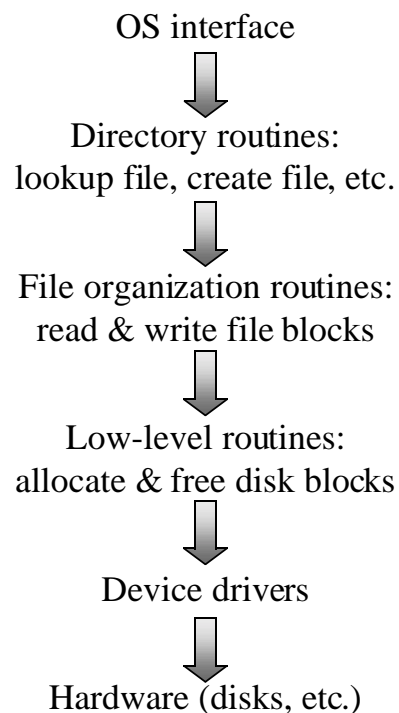 OS interface
Directory routines:
lookup file, create file, etc.
File organization routines:
read & write file blocks
Low-level routines:
allocate & free disk blocks
Device drivers
Hardware (disks, etc.)